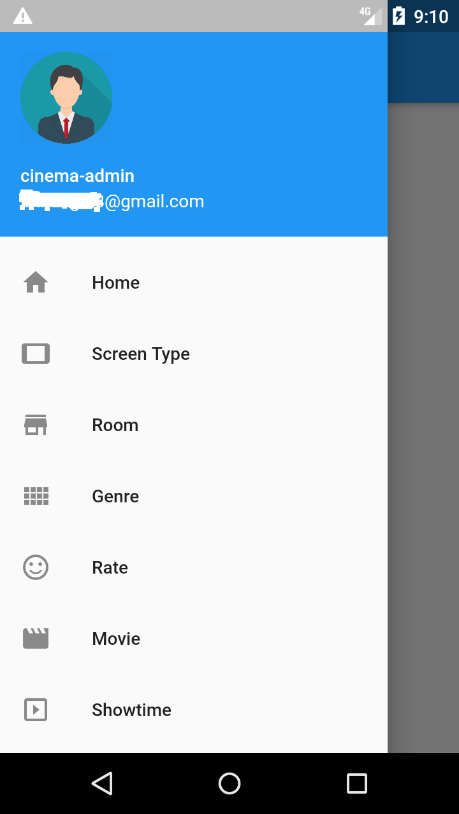 4G
9:10
cinema-admin
@gmail.com
Home
Screen Type
Room
Genre
Rate
Movie
Showtime